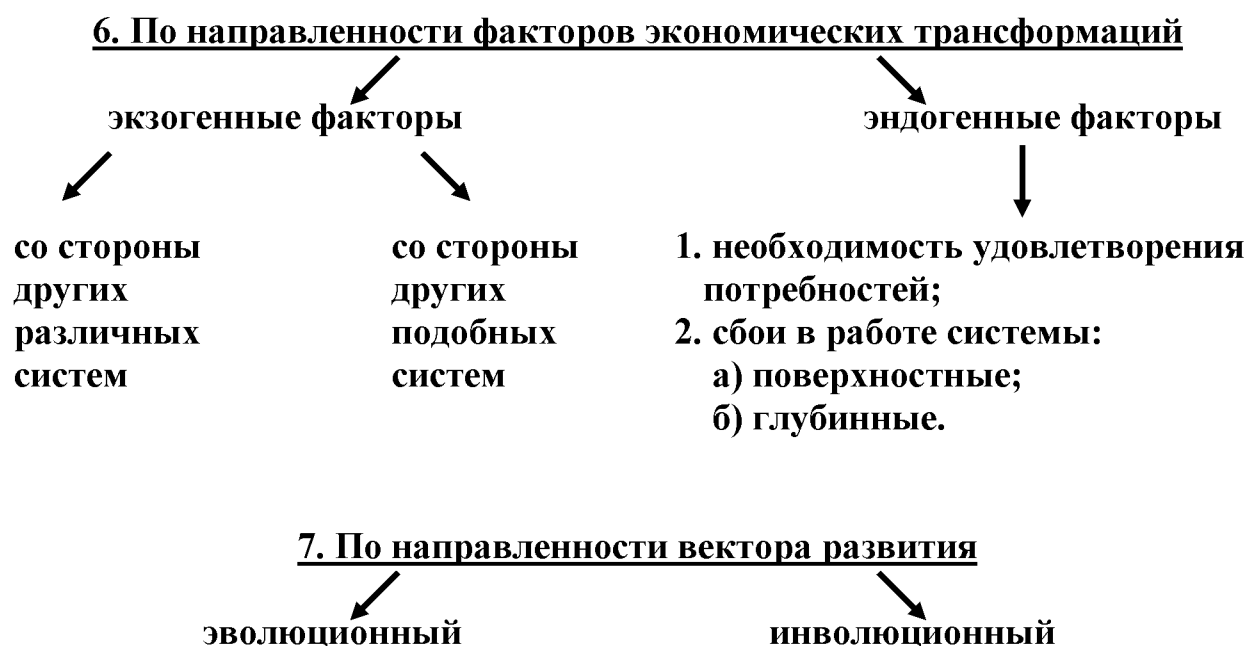 6. По направленности факторов экономических трансформаций
экзогенные факторы
эндогенные факторы
со стороны
других
различных
систем
со стороны
других
подобных
систем
1. необходимость удовлетворения
потребностей;
2. сбои в работе системы:
а) поверхностные;
б) глубинные.
7. По направленности вектора развития
эволюционный
инволюционный